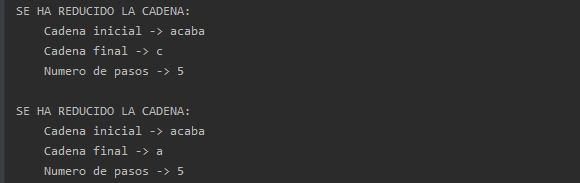 SE HA REDUCIDO LA CADENA:
Cadena inicial -> acaba
Cadena final -> c
Numero de pasos -> 5
SE HA REDUCIDO LA CADENA:
Cadena inicial -> acaba
Cadena final -> a
Numero de pasos -> 5